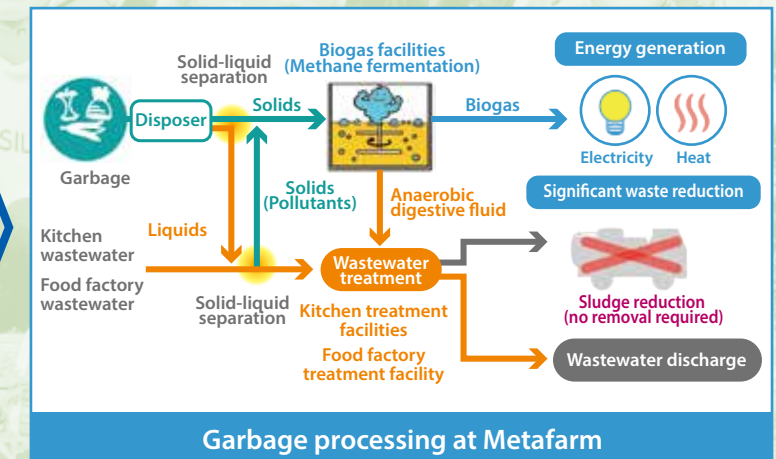 Solid-liquid
separation
Biogas facilities
(Methane fermentation)
Energy generation
Disposer
Solids
Biogas
Garbage
Electricity
Heat
Solids
(Pollutants)
Anaerobic
digestive fluid
Significant waste reduction
Liquids
Kitchen
wastewater
Food factory
wastewater
Solid-liquid
separation
Wastewater
treatment
Kitchen treatment
facilities
Food factory
treatment facility
Sludge reduction
(no removal required)
Wastewater discharge
Garbage processing at Metafarm